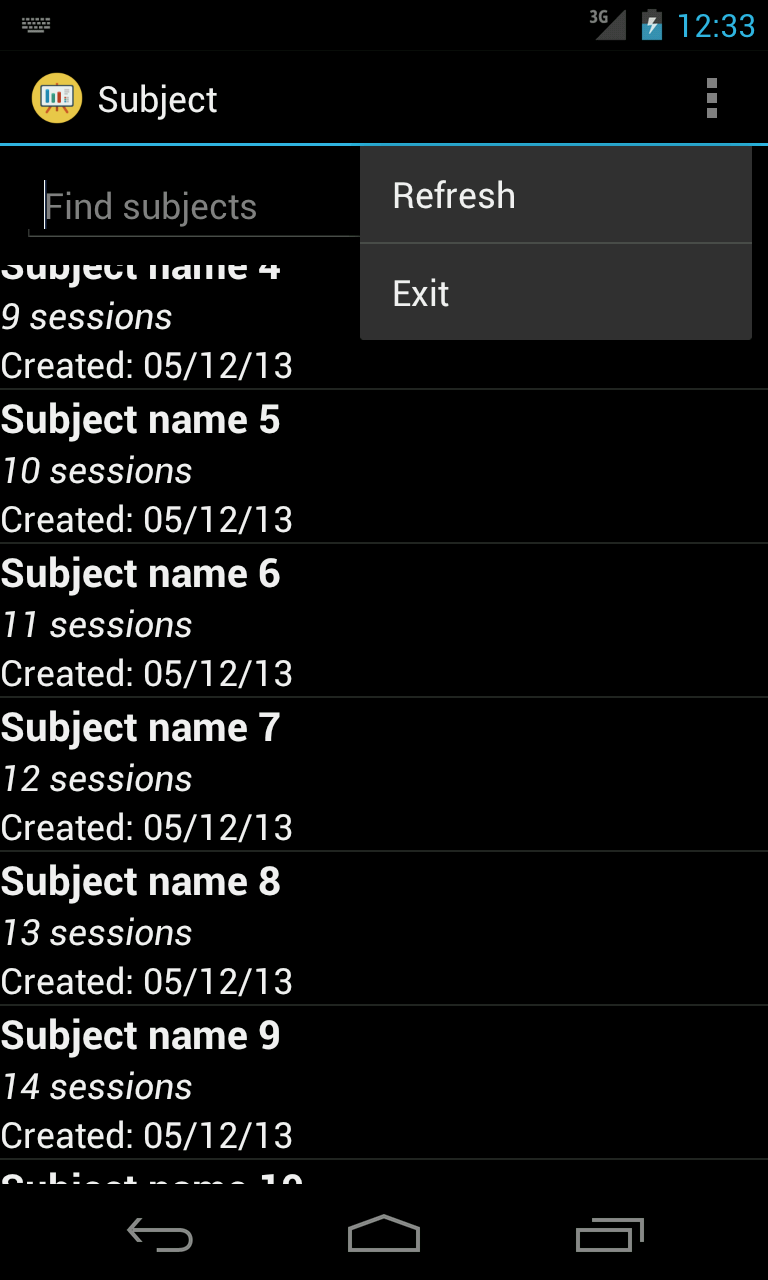 3G 12:33
Subject
Find subjects
Refresh
Exit
Subject name 4
9 sessions
Created: 05/12/13
Subject name 5
10 sessions
Created: 05/12/13
Subject name 6
11 sessions
Created: 05/12/13
Subject name 7
12 sessions
Created: 05/12/13
Subject name 8
13 sessions
Created: 05/12/13
Subject name 9
14 sessions
Created: 05/12/13
Subject name 10